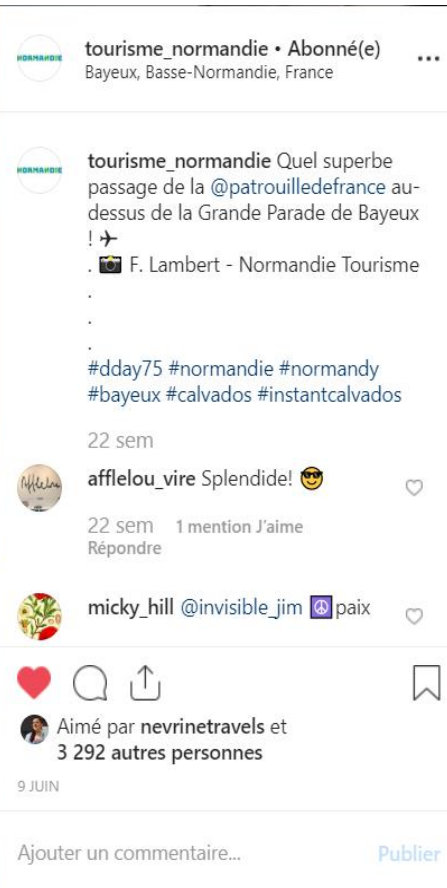 NORMANDIE
tourisme_normandie • Abonné(e)
Bayeux, Basse-Normandie, France
NORMANDIE
tourisme_normandie Quel superbe
passage de la @patrouilledefrance au-
dessus de la Grande Parade de Bayeux
! ✈
. 📷 F. Lambert - Normandie Tourisme
.
.
.
#dday75 #normandie #normandy
#bayeux #calvados #instantcalvados
22 sem
afflelou_vire Splendide! 😎
22 sem 1 mention J'aime
Répondre
micky_hill @invisible_jim ☮paix
Aimé par nevrinetravels et
3 292 autres personnes
9 JUIN
Ajouter un commentaire... Publier